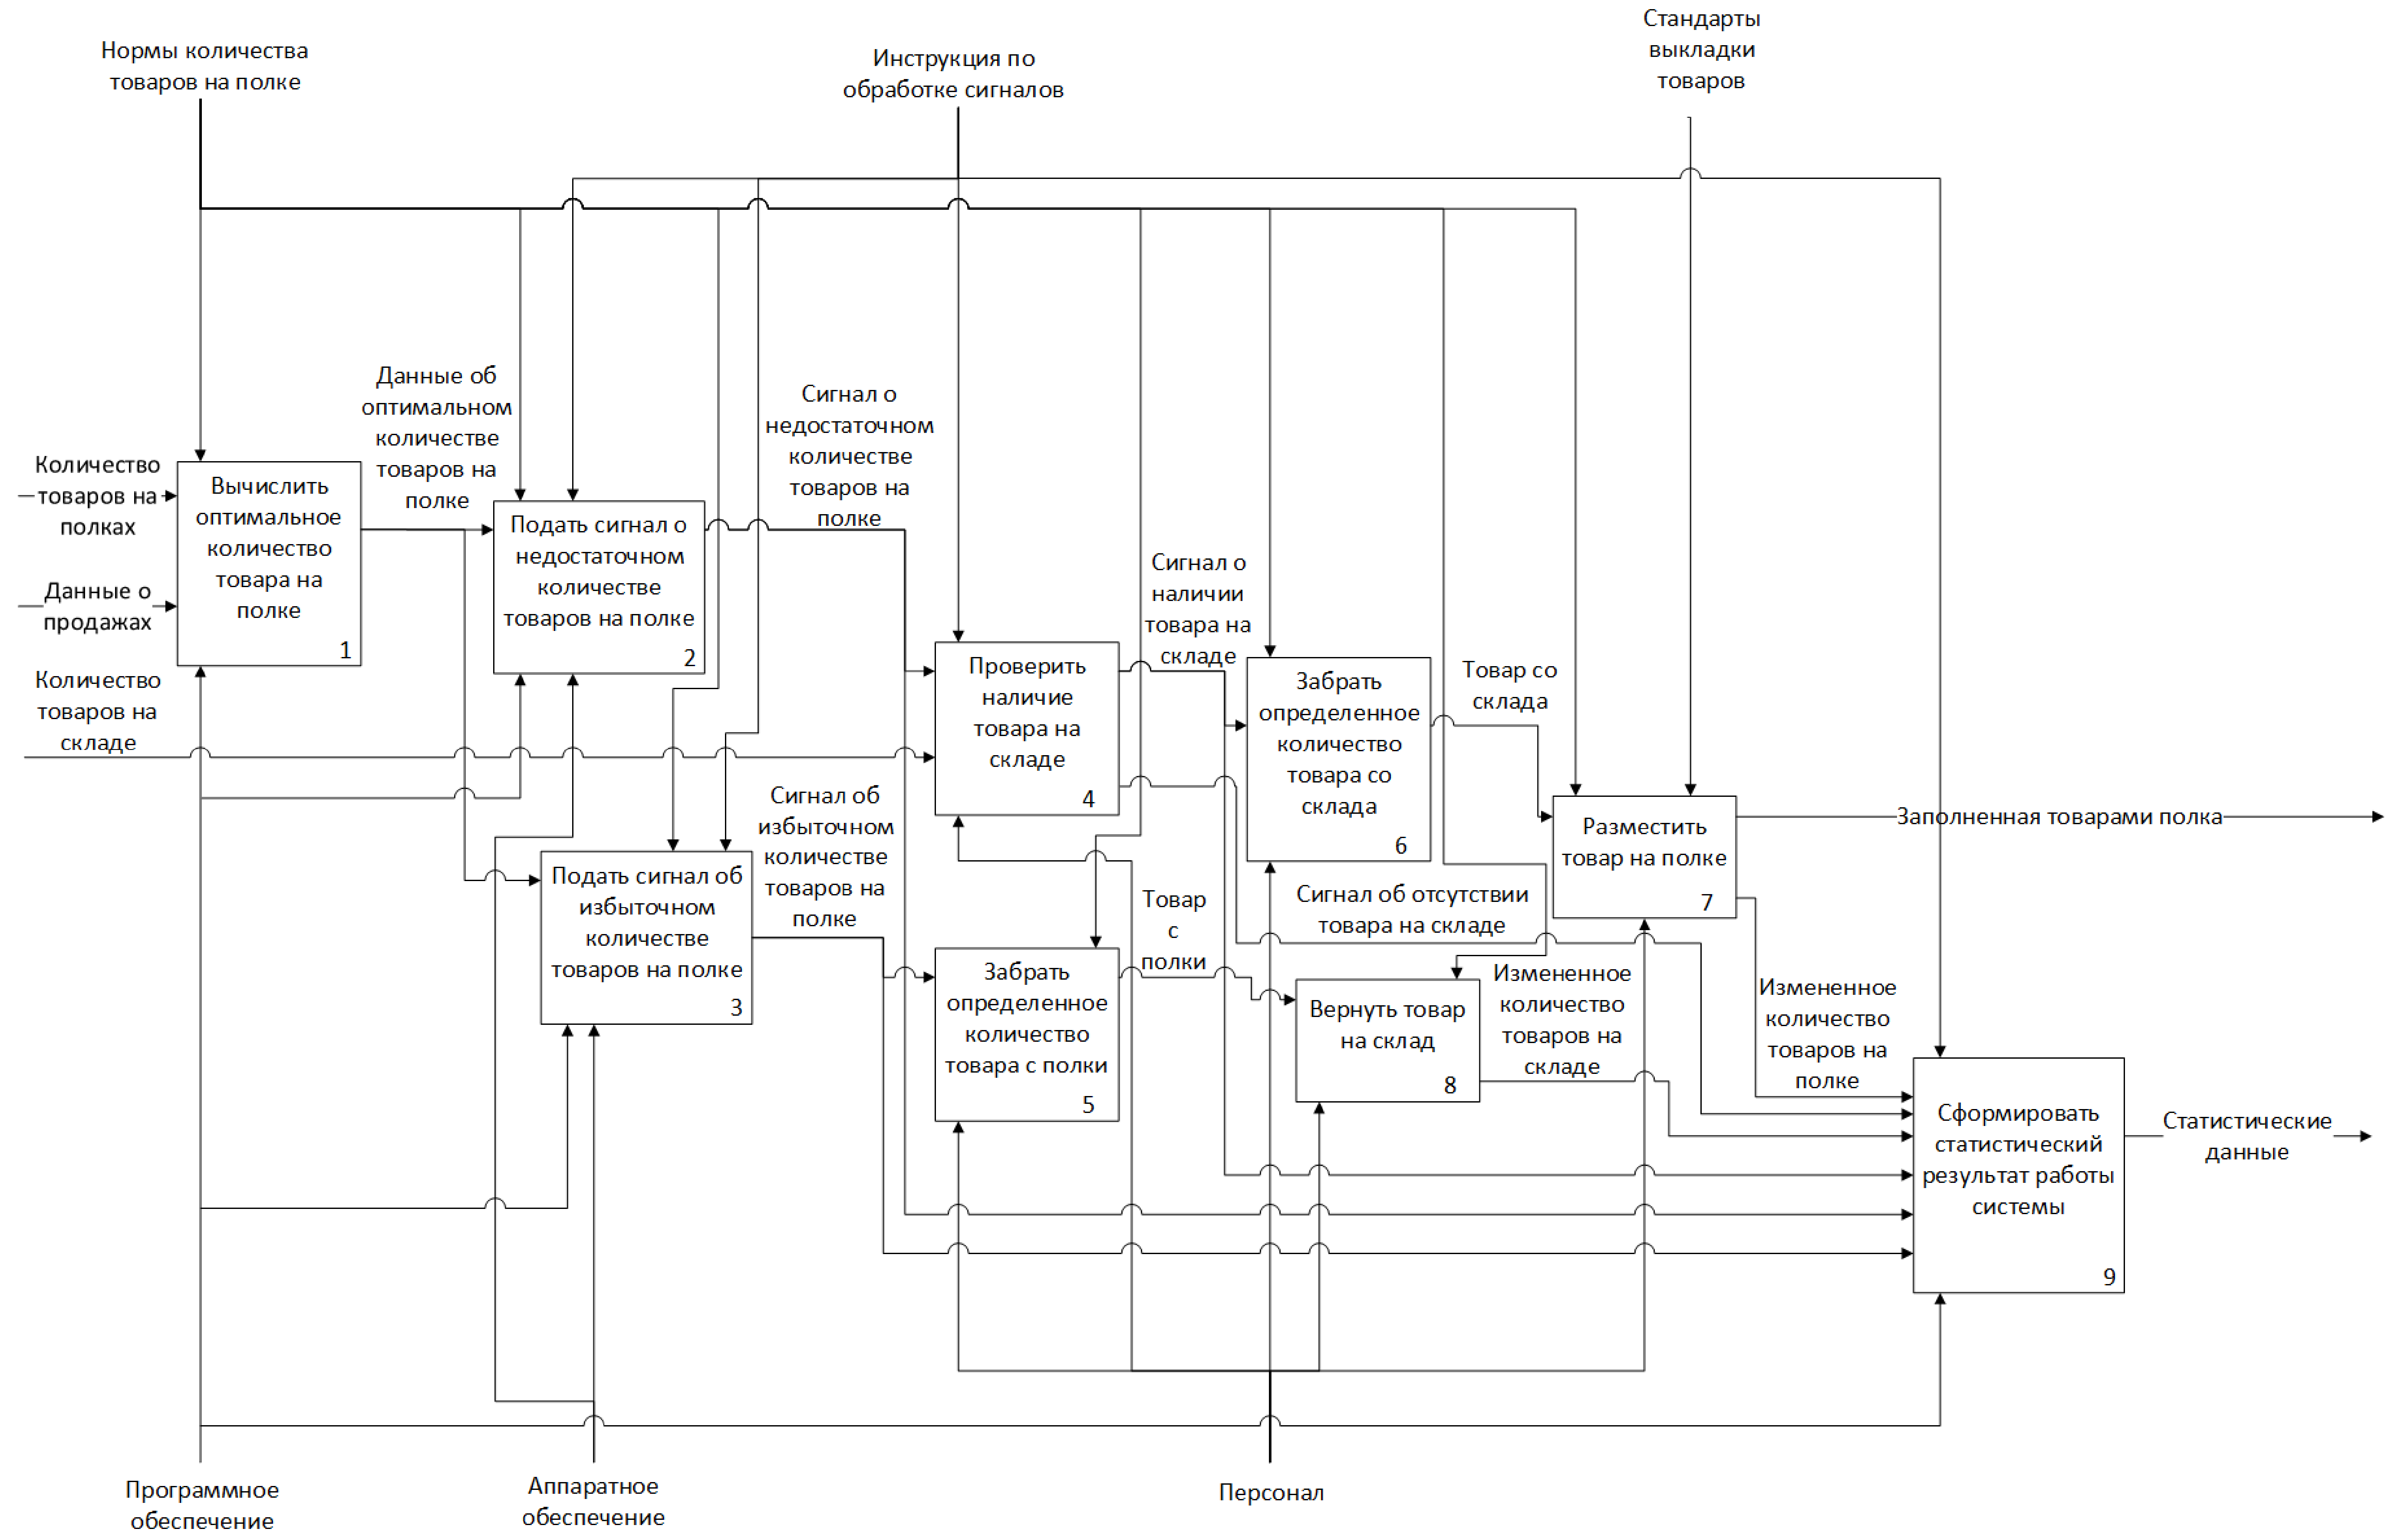 Нормы количества
товаров на полке
Инструкция по
обработке сигналов
Стандарты
выкладки
товаров
Количество
товаров на
полках
Данные о
продажах
Количество
товаров на
складе
Вычислить
оптимальное
количество
товара на
полке
1
Данные об
оптимальном
количестве
товаров на
полке
Подать сигнал о
недостаточном
количестве
товаров на полке
2
Сигнал о
недостаточном
количестве
товаров на
полке
Подать сигнал об
избыточном
количестве
товаров на полке
3
Сигнал об
избыточном
количестве
товаров на
полке
Проверить
наличие
товара на
складе
4
Сигнал о
наличии
товара на
складе
Забрать
определенное
количество
товара с полки
5
Товар
с
полки
Забрать
определенное
количество
товара со
склада
6
Товар со
склада
Сигнал об отсутствии
товара на складе
Разместить
товар на полке
7
Заполненная товарами полка
Вернуть товар
на склад
8
Измененное
количество
товаров на
складе
Измененное
количество
товаров на
полке
Сформировать
статистический
результат работы
системы
9
Статистические
данные
Программное
обеспечение
Аппаратное
обеспечение
Персонал